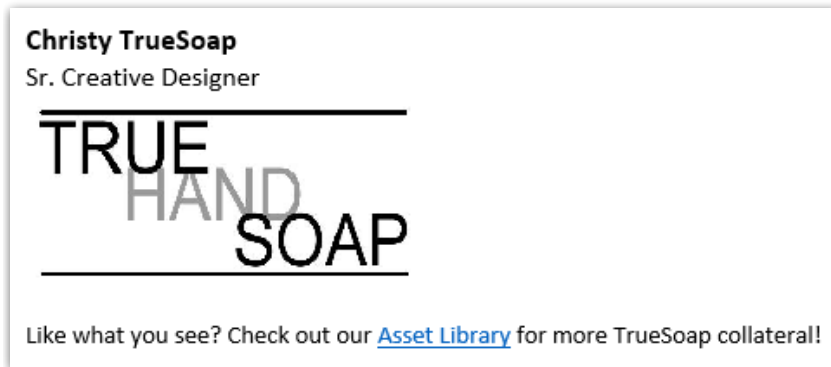 Christy TrueSoap
Sr. Creative Designer
TRUE
HAND
SOAP
Like what you see? Check out our Asset Library for more TrueSoap collateral!